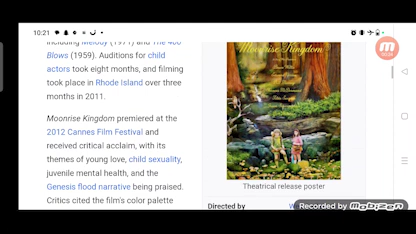 10:21
including Melody (1971) and The 400
Blows (1959). Auditions for child
actors took eight months, and filming
took place in Rhode Island over three
months in 2011.
Moonrise Kingdom premiered at the
2012 Cannes Film Festival and
received critical acclaim, with its
themes of young love, child sexuality,
juvenile mental health, and the
Genesis flood narrative being praised.
Critics cited the film's color palette
Moonrise Kingdom
Theatrical release poster
Directed by
Recorded by mobizen